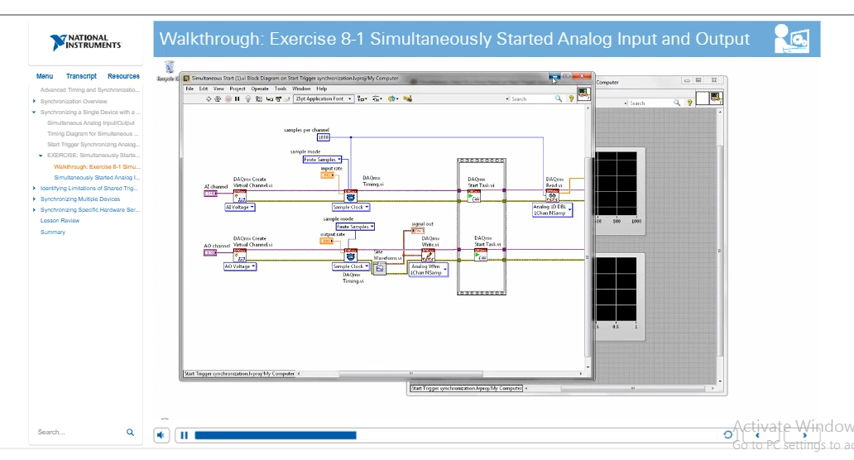 NATIONAL
INSTRUMENTS
Walkthrough: Exercise 8-1 Simultaneously Started Analog Input and Output
Menu Transcript Resources
Advanced Timing and Synchronizatio...
Synchronization Overview
Synchronizing a Single Device with a ...
Simultaneous Analog Input/Output
Timing Diagram for Simultaneous ...
Start Trigger Synchronizing Analog...
EXERCISE: Simultaneously Starte...
Walkthrough: Exercise 8-1 Simu...
Simultaneously Started Analog I...
Identifying Limitations of Shared Trig...
Synchronizing Multiple Devices
Synchronizing Specific Hardware Ser...
Lesson Review
Summary
Search...
Simultaneous Start (S).vi Block Diagram on Start Trigger synchronization.lvproj/My Computer
File Edit View Project Operate Tools Window Help
15pt Application Font
Search
Computer
Search
samples per channel
sample mode
Finite Samples
input rate
AI channel
DAQmx Create
Virtual Channel.vi
AI Voltage
DAQmx
Timing.vi
Sample Clock
DAQmx
Start Task.vi
DAQmx
Read.vi
Analog 1D DBL
1Chan NSamp
sample mode
Finite Samples
output rate
AO channel
DAQmx Create
Virtual Channel.vi
AO Voltage
Sample Clock
DAQmx
Timing.vi
Sine
Waveform.vi
signal out
DAQmx
Write.vi
Analog Wfm
1Chan NSamp
DAQmx
Start Task.vi
Start Trigger synchronization.lvproj/My Computer
Start Trigger synchronization.lvproj/My Computer
Activate Window
Go to PC settings to ac